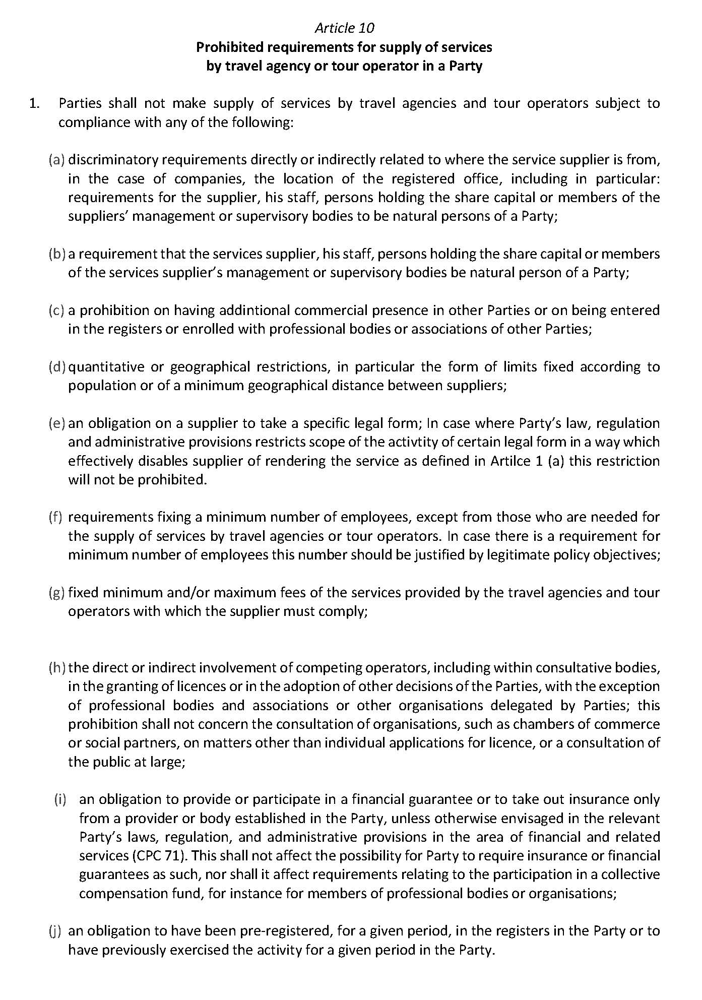 Article 10
Prohibited requirements for supply of services
by travel agency or tour operator in a Party
1. Parties shall not make supply of services by travel agencies and tour operators subject to
compliance with any of the following:
(a) discriminatory requirements directly or indirectly related to where the service supplier is from,
in the case of companies, the location of the registered office, including in particular:
requirements for the supplier, his staff, persons holding the share capital or members of the
suppliers’ management or supervisory bodies to be natural persons of a Party;
(b) a requirement that the services supplier, his staff, persons holding the share capital or members
of the services supplier’s management or supervisory bodies be natural person of a Party;
(c) a prohibition on having addintional commercial presence in other Parties or on being entered
in the registers or enrolled with professional bodies or associations of other Parties;
(d) quantitative or geographical restrictions, in particular the form of limits fixed according to
population or of a minimum geographical distance between suppliers;
(e) an obligation on a supplier to take a specific legal form; In case where Party’s law, regulation
and administrative provisions restricts scope of the activtity of certain legal form in a way which
effectively disables supplier of rendering the service as defined in Artilce 1 (a) this restriction
will not be prohibited.
(f) requirements fixing a minimum number of employees, except from those who are needed for
the supply of services by travel agencies or tour operators. In case there is a requirement for
minimum number of employees this number should be justified by legitimate policy objectives;
(g) fixed minimum and/or maximum fees of the services provided by the travel agencies and tour
operators with which the supplier must comply;
(h) the direct or indirect involvement of competing operators, including within consultative bodies,
in the granting of licences or in the adoption of other decisions of the Parties, with the exception
of professional bodies and associations or other organisations delegated by Parties; this
prohibition shall not concern the consultation of organisations, such as chambers of commerce
or social partners, on matters other than individual applications for licence, or a consultation of
the public at large;
(i) an obligation to provide or participate in a financial guarantee or to take out insurance only
from a provider or body established in the Party, unless otherwise envisaged in the relevant
Party’s laws, regulation, and administrative provisions in the area of financial and related
services (CPC 71). This shall not affect the possibility for Party to require insurance or financial
guarantees as such, nor shall it affect requirements relating to the participation in a collective
compensation fund, for instance for members of professional bodies or organisations;
(j) an obligation to have been pre-registered, for a given period, in the registers in the Party or to
have previously exercised the activity for a given period in the Party.